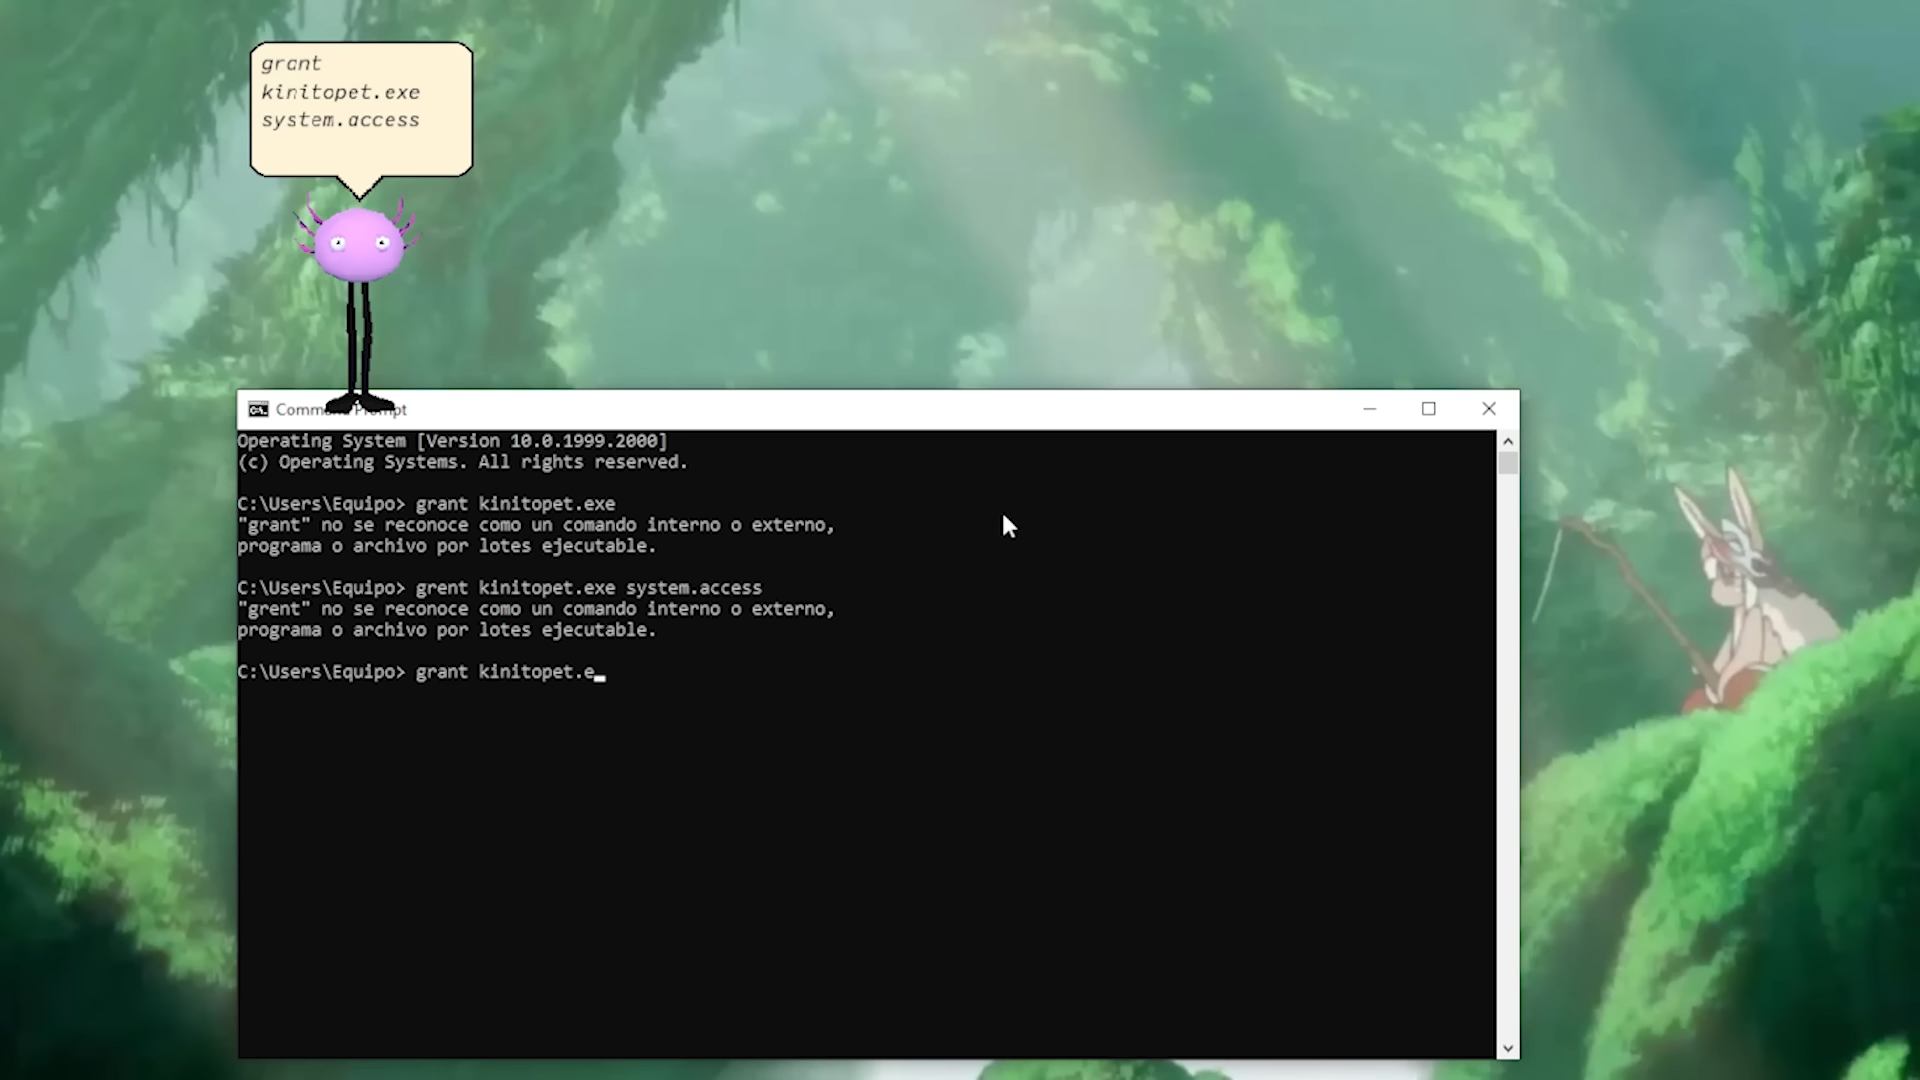 grant
kinitopet.exe
system.access
Command Prompt
Operating System [Version 10.0.1999.2000]
(c) Operating Systems. All rights reserved.
C:\Users\Equipo> grant kinitopet.exe
"grant" no se reconoce como un comando interno o externo,
programa o archivo por lotes ejecutable.
C:\Users\Equipo> grent kinitopet.exe system.access
"grent" no se reconoce como un comando interno o externo,
programa o archivo por lotes ejecutable.
C:\Users\Equipo> grant kinitopet.e